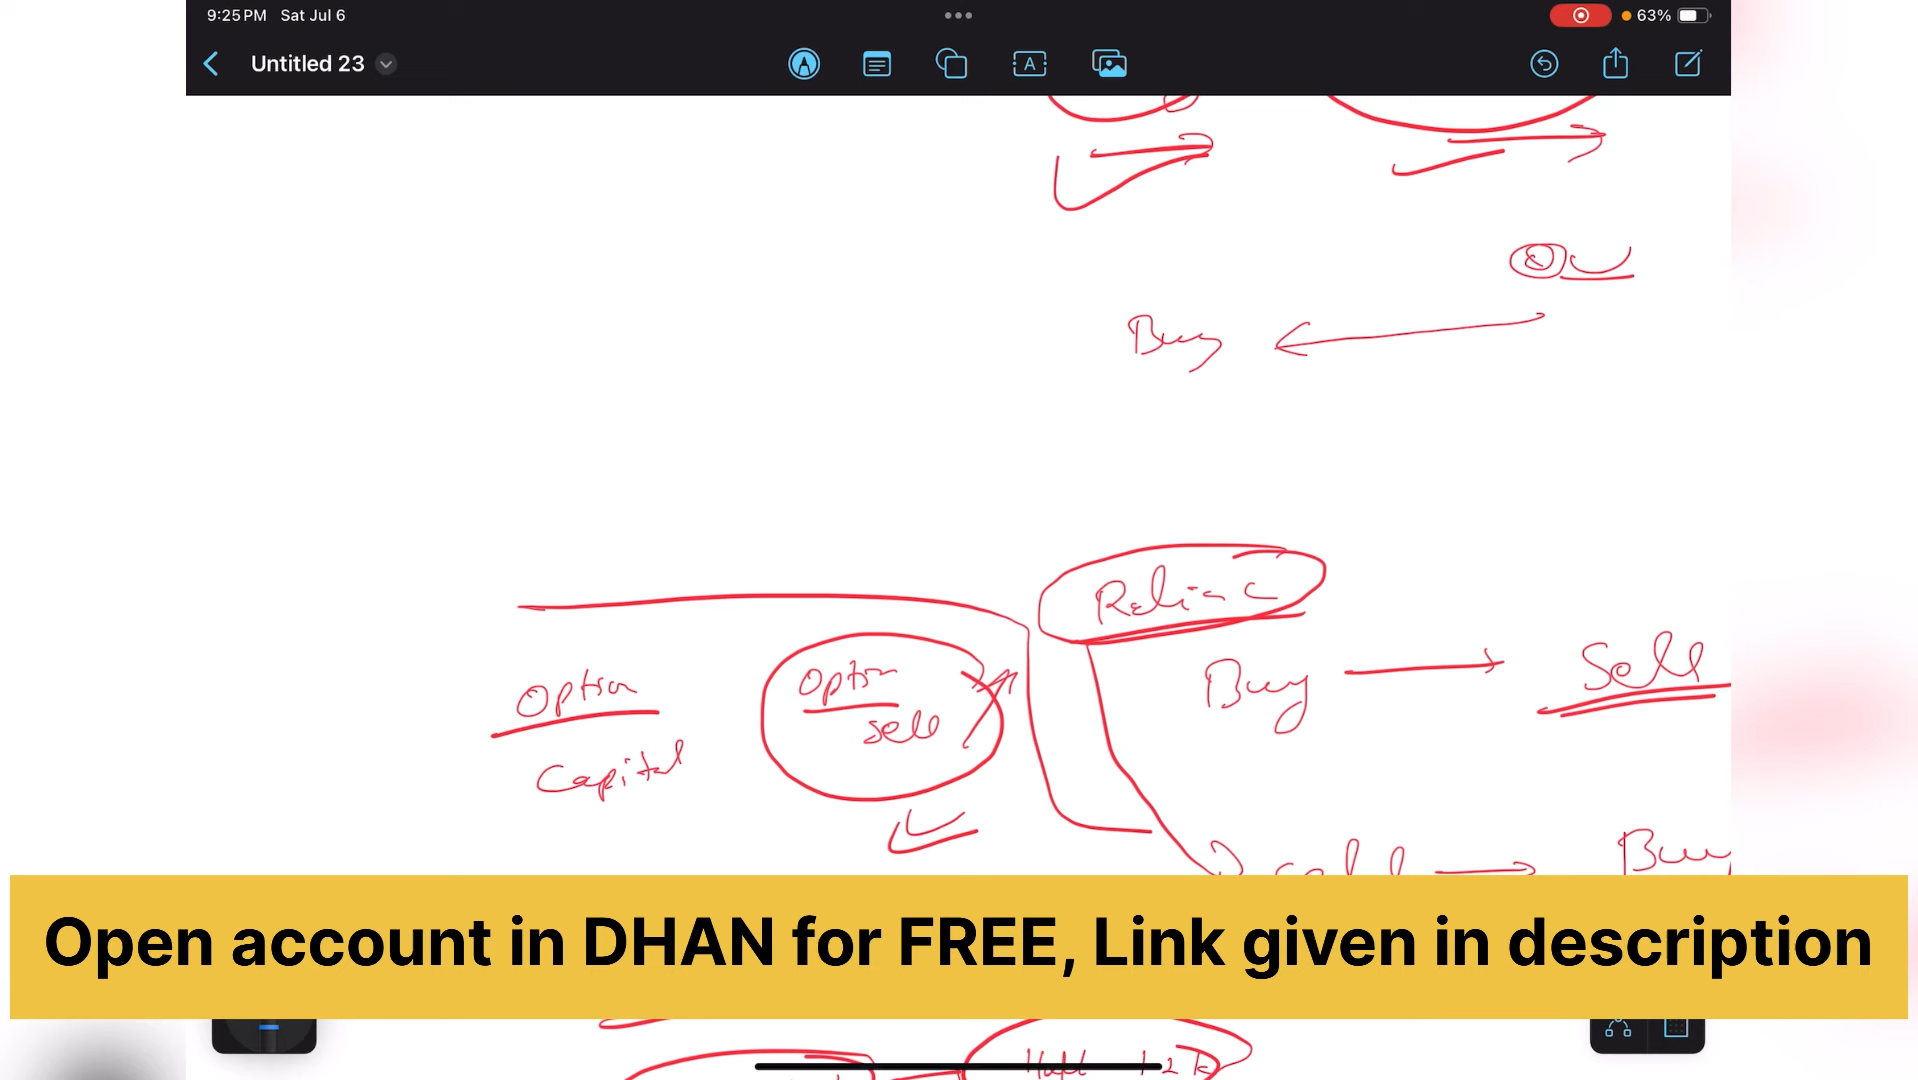 9:25 PM Sat Jul 6
63%
Untitled 23
A
Buy
Option
Capital
Option
sell
Buy
Sell
Buy
Open account in DHAN for FREE, Link given in description